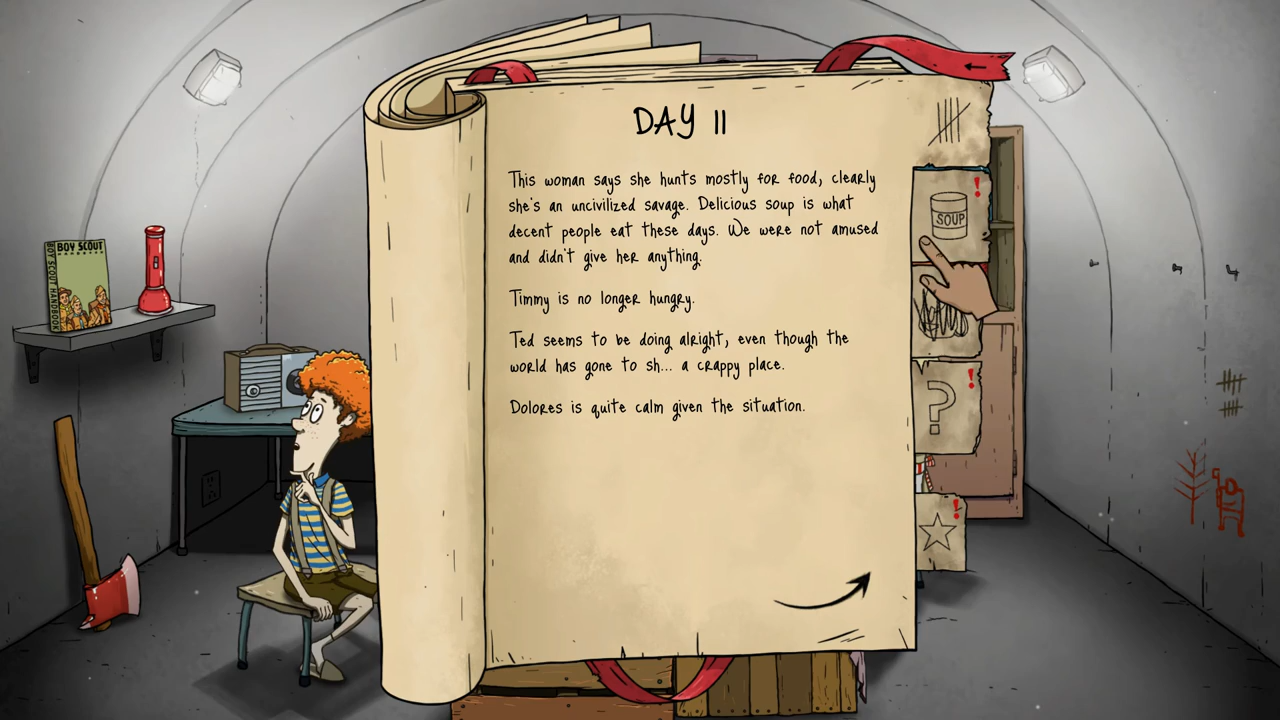 DAY 11
This woman says she hunts mostly for food, clearly
she's an uncivilized savage. Delicious soup is what
decent people eat these days. We were not amused
and didn't give her anything.
Timmy is no longer hungry.
Ted seems to be doing alright, even though the
world has gone to sh... a crappy place.
Dolores is quite calm given the situation.
SOUP
!
?
!
!
BOY SCOUT
HANDBOOK
BOY SCOUT HANDBOOK